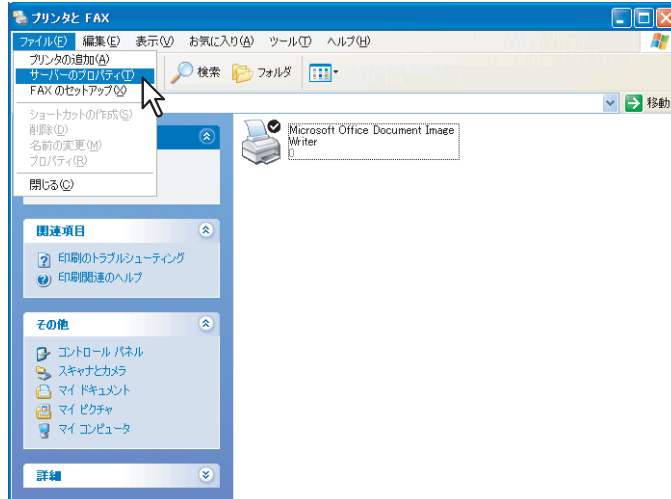 プリンタと FAX
ファイル(F) 編集(E) 表示(V) お気に入り(A) ツール(T) ヘルプ(H)
プリンタの追加(A)
サーバーのプロパティ(T)
FAX のセットアップ(X)
ショートカットの作成(S)
削除(D)
名前の変更(M)
プロパティ(R)
閉じる(C)
検索 フォルダ
移動
Microsoft Office Document Image
Writer
0
関連項目
印刷のトラブルシューティング
印刷関連のヘルプ
その他
コントロール パネル
スキャナとカメラ
マイ ドキュメント
マイ ピクチャ
マイ コンピュータ
詳細